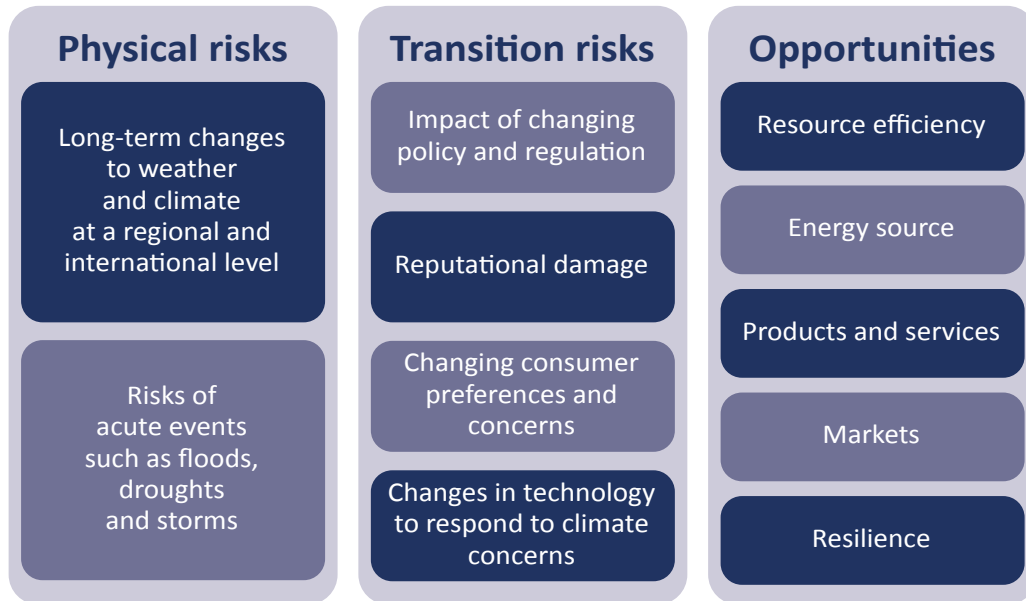 Physical risks
Long-term changes
to weather
and climate
at a regional and
international level
Risks of
acute events
such as floods,
droughts
and storms
Transition risks
Impact of changing
policy and regulation
Reputational damage
Changing consumer
preferences and
concerns
Changes in technology
to respond to climate
concerns
Opportunities
Resource efficiency
Energy source
Products and services
Markets
Resilience